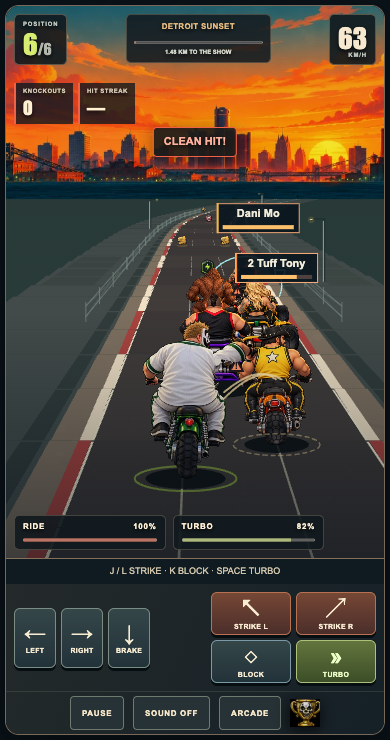 POSITION
6/6
DETROIT SUNSET
1.48 KM TO THE SHOW
63
KM/H
KNOCKOUTS
0
HIT STREAK
—
CLEAN HIT!
Dani Mo
2 Tuff Tony
RIDE 100%
TURBO 82%
J / L STRIKE · K BLOCK · SPACE TURBO
← LEFT
→ RIGHT
↓ BRAKE
↖ STRIKE L
↗ STRIKE R
◇ BLOCK
» TURBO
PAUSE
SOUND OFF
ARCADE